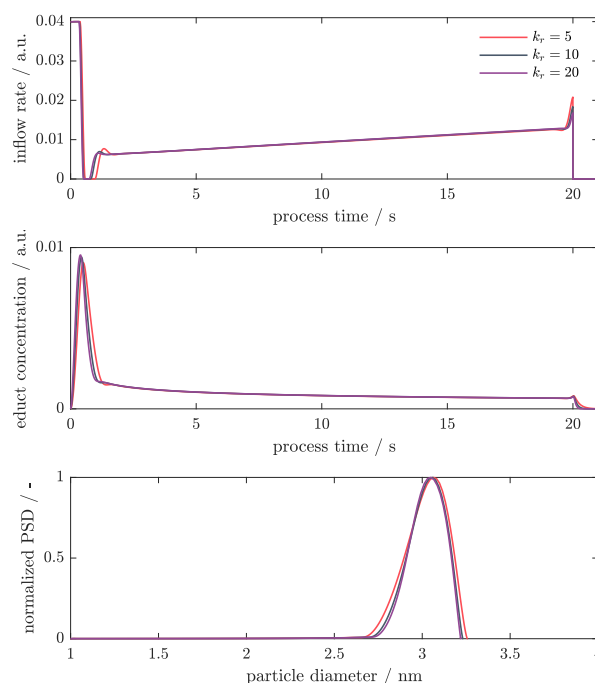 inflow rate / a.u.
0.04
0.03
0.02
0.01
0
k_r = 5
k_r = 10
k_r = 20
0 5 10 15 20
process time / s
educt concentration / a.u.
0.01
0
0 5 10 15 20
process time / s
normalized PSD / -
1
0.5
0
1 1.5 2 2.5 3 3.5
particle diameter / nm